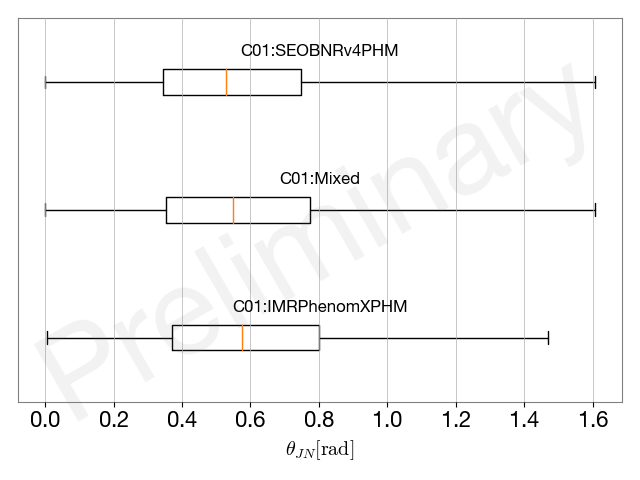 C01:SEOBNRv4PHM
C01:Mixed
C01:IMRPhenomXPHM
Preliminary
0.0 0.2 0.4 0.6 0.8 1.0 1.2 1.4 1.6
θ_JN[rad]